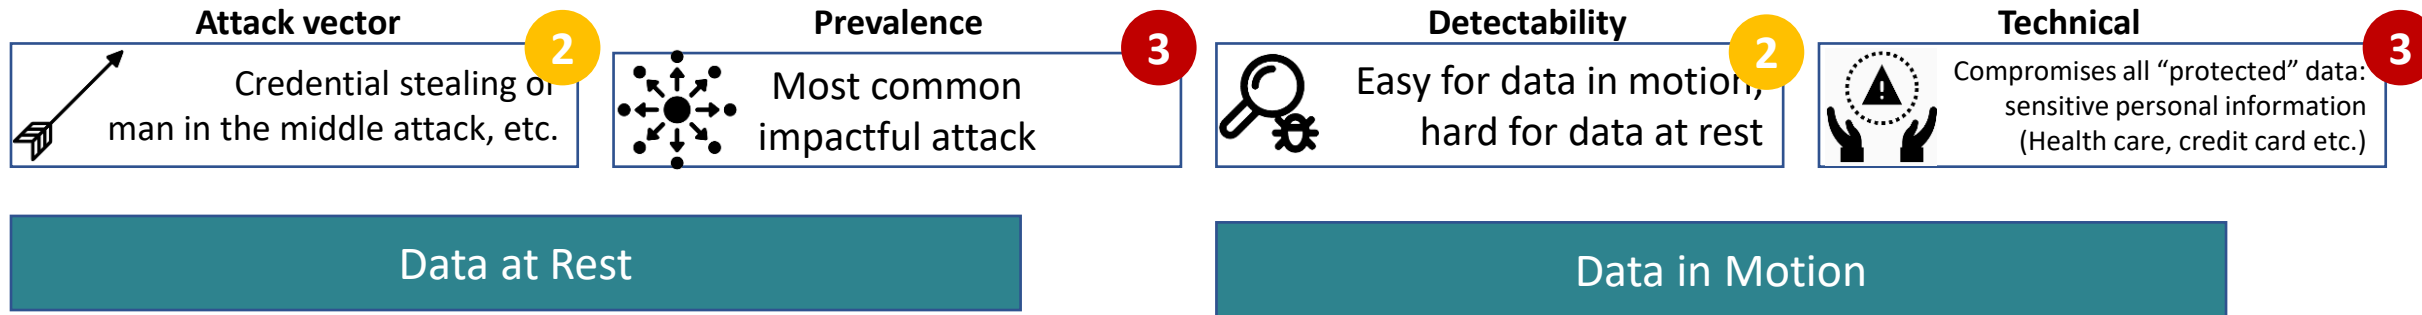 Attack vector
2
Credential stealing or
man in the middle attack, etc.
Prevalence
3
Most common
impactful attack
Detectability
2
Easy for data in motion,
hard for data at rest
Technical
3
Compromises all “protected” data:
sensitive personal information
(Health care, credit card etc.)
Data at Rest
Data in Motion